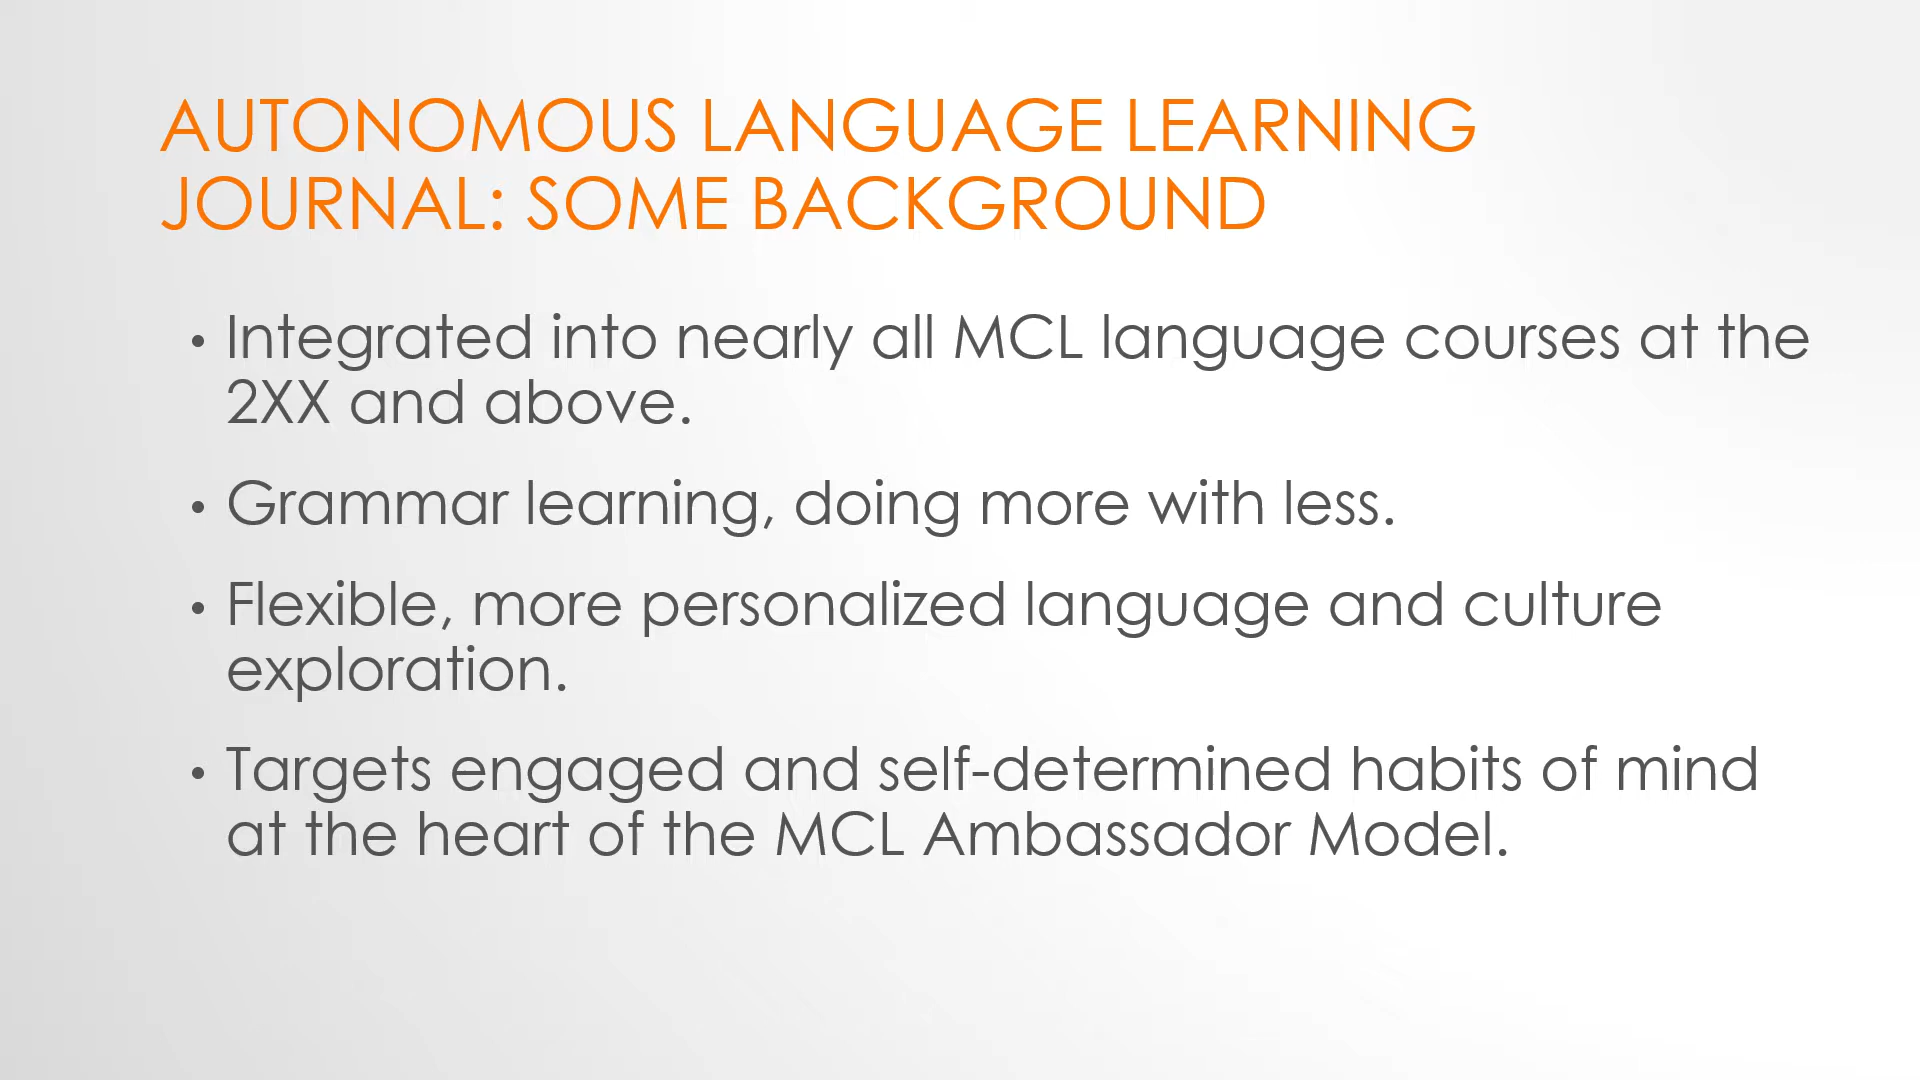 AUTONOMOUS LANGUAGE LEARNING
JOURNAL: SOME BACKGROUND
• Integrated into nearly all MCL language courses at the
2XX and above.
• Grammar learning, doing more with less.
• Flexible, more personalized language and culture
exploration.
• Targets engaged and self-determined habits of mind
at the heart of the MCL Ambassador Model.